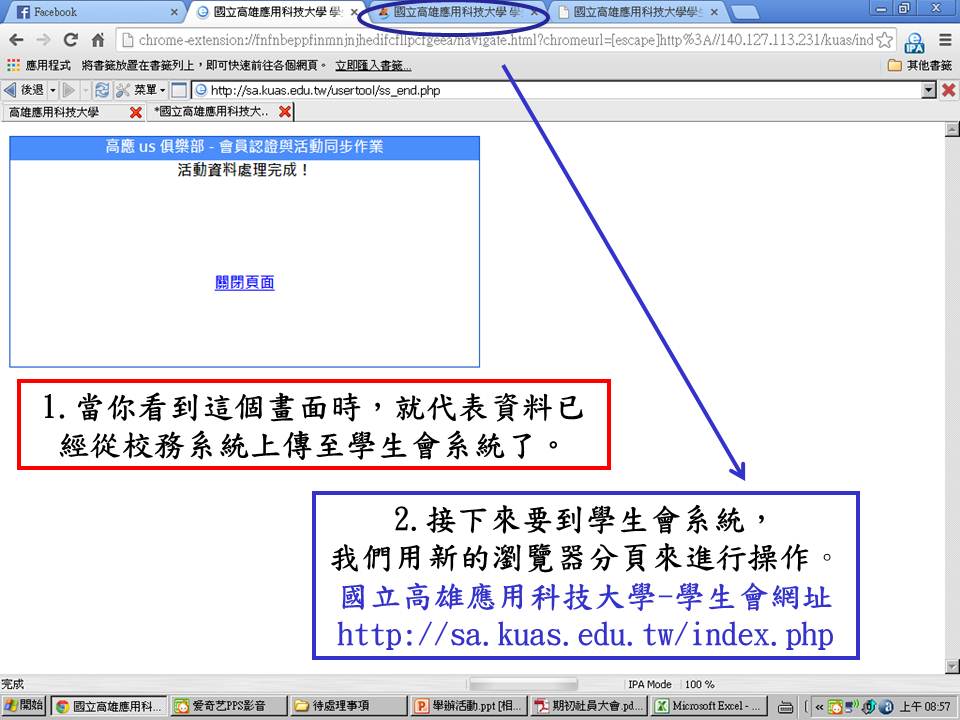 Facebook
國立高雄應用科技大學 學
國立高雄應用科技大學 學
國立高雄應用科技大學學生
chrome-extension://fnfnbeppfinmnjnjhedifcfllpcfgeea/navigate.html?chromeurl=[escape]http%3A//140.127.113.231/kuas/ind
應用程式 將書籤放置在書籤列上,即可快速前往各個網頁。 立即匯入書籤...
其他書籤
後退 菜單 http://sa.kuas.edu.tw/usertool/ss_end.php
高雄應用科技大學 *國立高雄應用科技大..
高應 us 俱樂部 - 會員認證與活動同步作業
活動資料處理完成!
關閉頁面
1.當你看到這個畫面時,就代表資料已
經從校務系統上傳至學生會系統了。
2.接下來要到學生會系統,
我們用新的瀏覽器分頁來進行操作。
國立高雄應用科技大學-學生會網址
http://sa.kuas.edu.tw/index.php
完成 IPA Mode 100 %
開始 國立高雄應用科... 爱奇艺PPS影音 待處理事項 舉辦活動.ppt [相... 期初社員大會.pd... Microsoft Excel - ... 上午 08:57